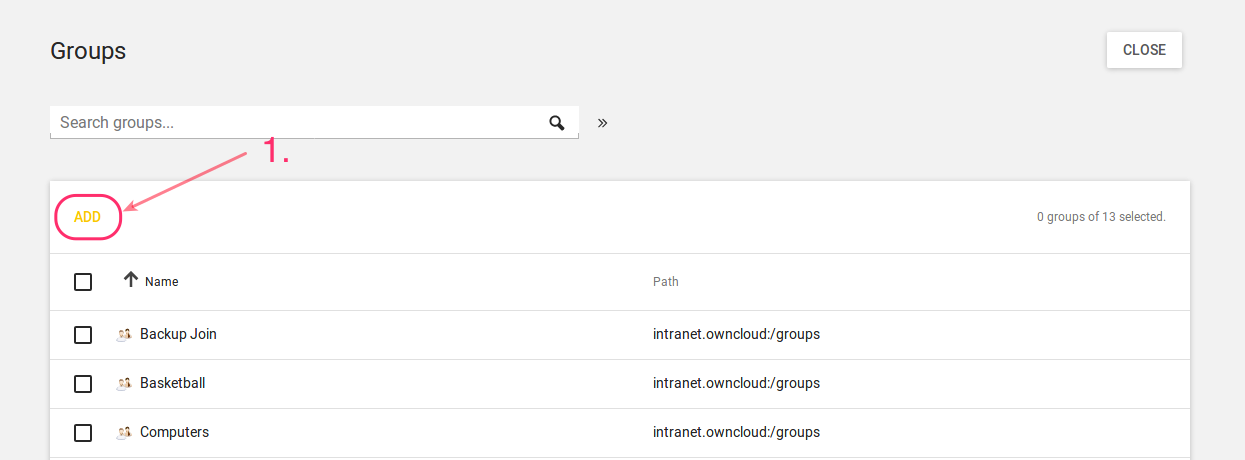 Groups
CLOSE
Search groups...
»
1.
ADD
0 groups of 13 selected.
Name
Path
Backup Join
intranet.owncloud:/groups
Basketball
intranet.owncloud:/groups
Computers
intranet.owncloud:/groups